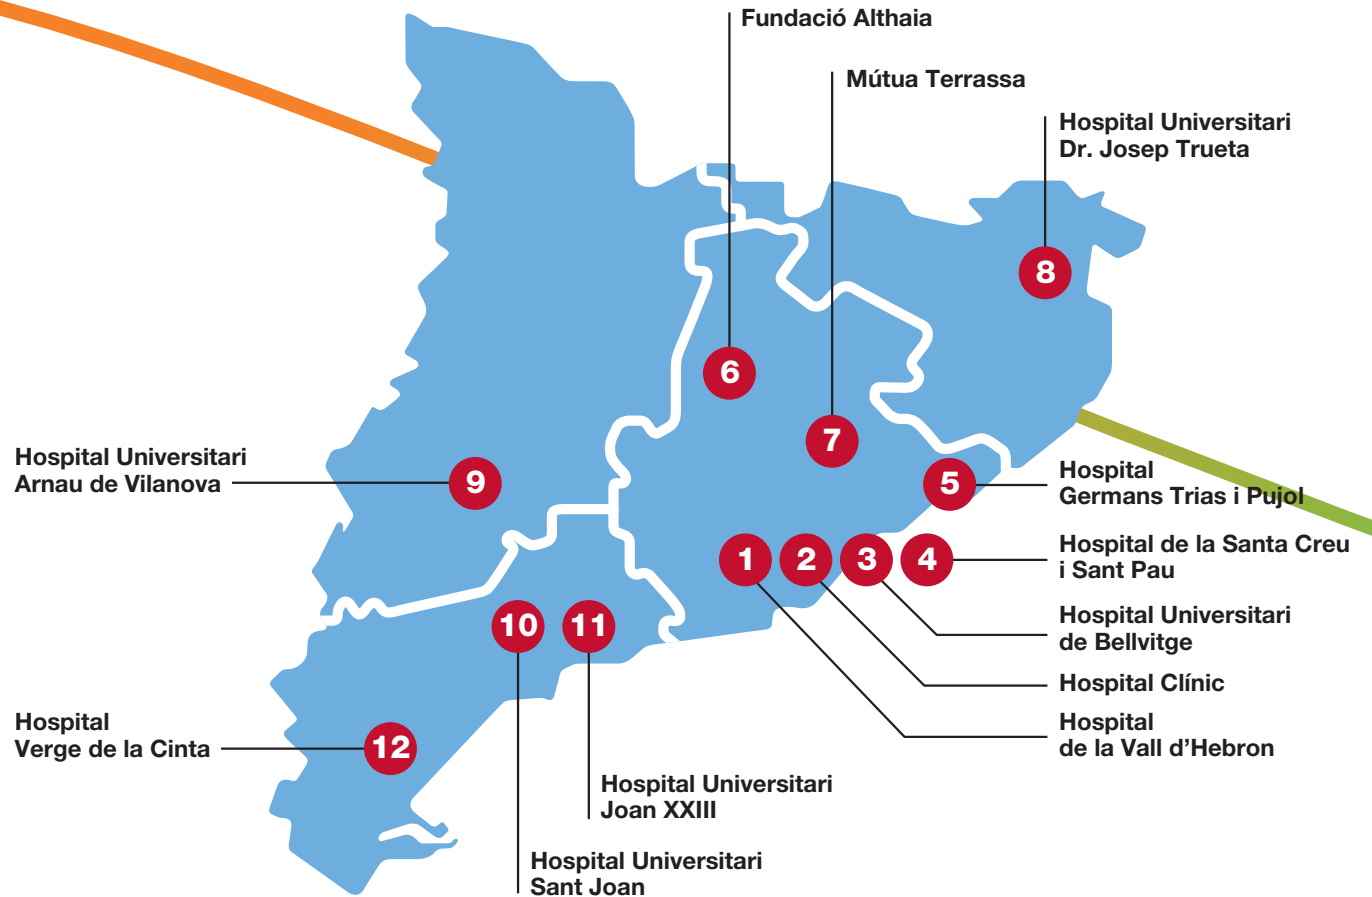 Fundació Althaia
Mútua Terrassa
Hospital Universitari
Dr. Josep Trueta
8
6
7
Hospital Universitari
Arnau de Vilanova
9
5
Hospital
Germans Trias i Pujol
1
2
3
4
Hospital de la Santa Creu
i Sant Pau
Hospital Universitari
de Bellvitge
10
11
Hospital Clínic
Hospital
de la Vall d’Hebron
Hospital
Verge de la Cinta
12
Hospital Universitari
Joan XXIII
Hospital Universitari
Sant Joan